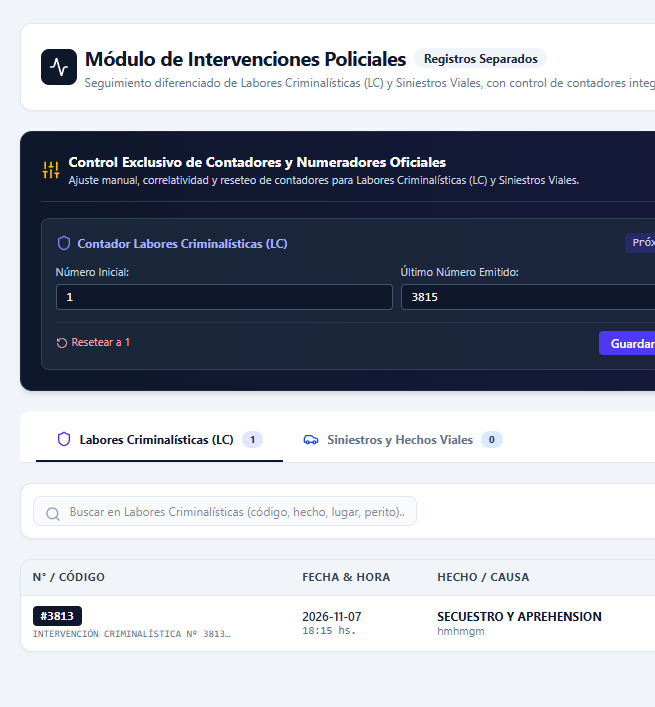 Módulo de Intervenciones Policiales Registros Separados
Seguimiento diferenciado de Labores Criminalísticas (LC) y Siniestros Viales, con control de contadores integ
Control Exclusivo de Contadores y Numeradores Oficiales
Ajuste manual, correlatividad y reseteo de contadores para Labores Criminalísticas (LC) y Siniestros Viales.
Contador Labores Criminalísticas (LC) Próx
Número Inicial: Último Número Emitido:
1 3815
Resetear a 1 Guardar
Labores Criminalísticas (LC) 1 Siniestros y Hechos Viales 0
Buscar en Labores Criminalísticas (código, hecho, lugar, perito)..
N° / CÓDIGO FECHA & HORA HECHO / CAUSA
#3813 2026-11-07 SECUESTRO Y APREHENSION
INTERVENCIÓN CRIMINALÍSTICA Nº 3813… 18:15 hs. hmhmgm